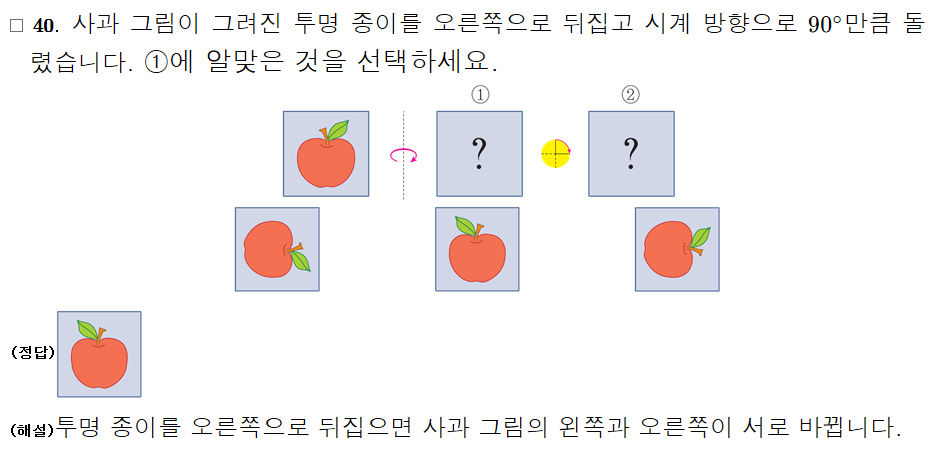 □ 40. 사과 그림이 그려진 투명 종이를 오른쪽으로 뒤집고 시계 방향으로 90°만큼 돌
렸습니다. ①에 알맞은 것을 선택하세요.
① ②
? ?
(정답)
(해설)투명 종이를 오른쪽으로 뒤집으면 사과 그림의 왼쪽과 오른쪽이 서로 바뀝니다.